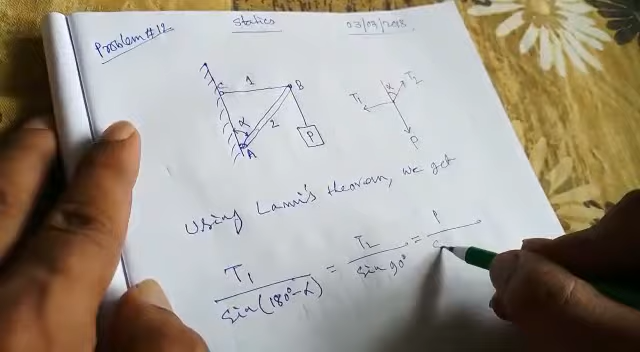 Problem # 12
Statics
03/09/2018
C 1 B
α 2
P
A
α T₂
T₁
P
Using Lami's theorem, we get
T₁ / sin(180°-α) = T₂ / sin 90° = P / s